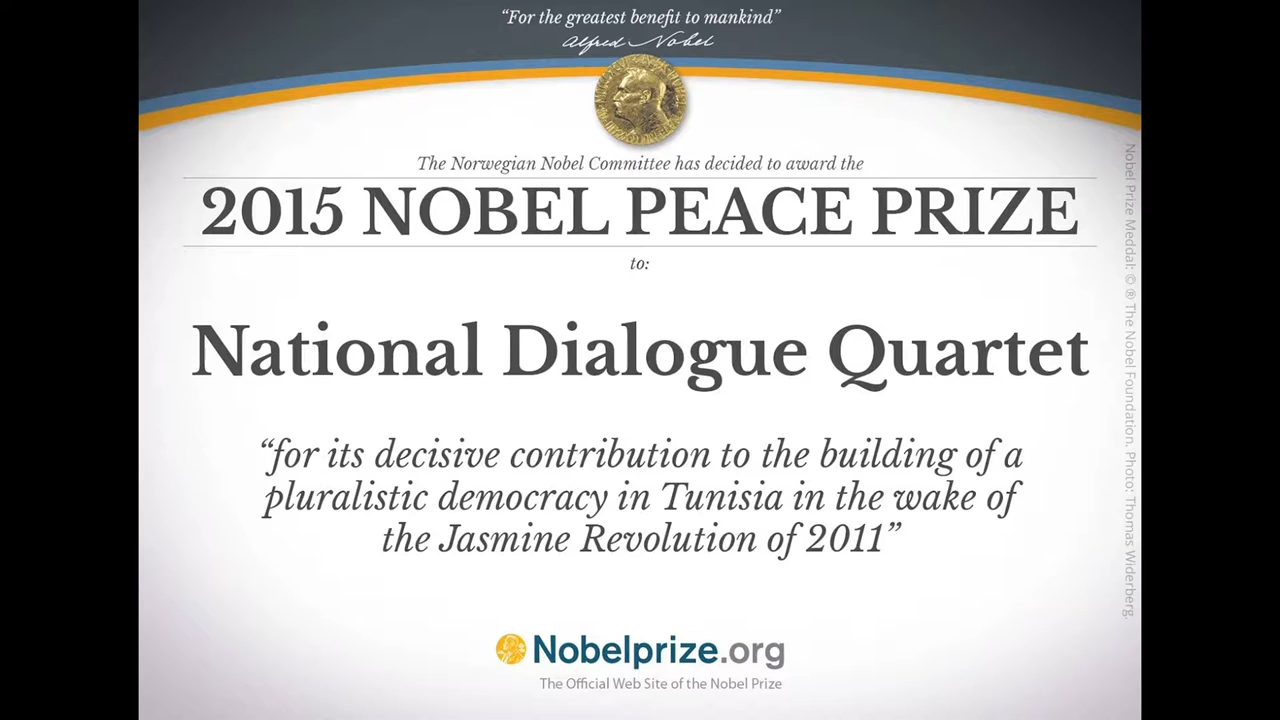 “For the greatest benefit to mankind”
Alfred Nobel
The Norwegian Nobel Committee has decided to award the
2015 NOBEL PEACE PRIZE
to:
National Dialogue Quartet
“for its decisive contribution to the building of a
pluralistic democracy in Tunisia in the wake of
the Jasmine Revolution of 2011”
Nobelprize.org
The Official Web Site of the Nobel Prize
Nobel Prize Meddal: © ® The Nobel Foundation. Photo: Thomas Widerberg.